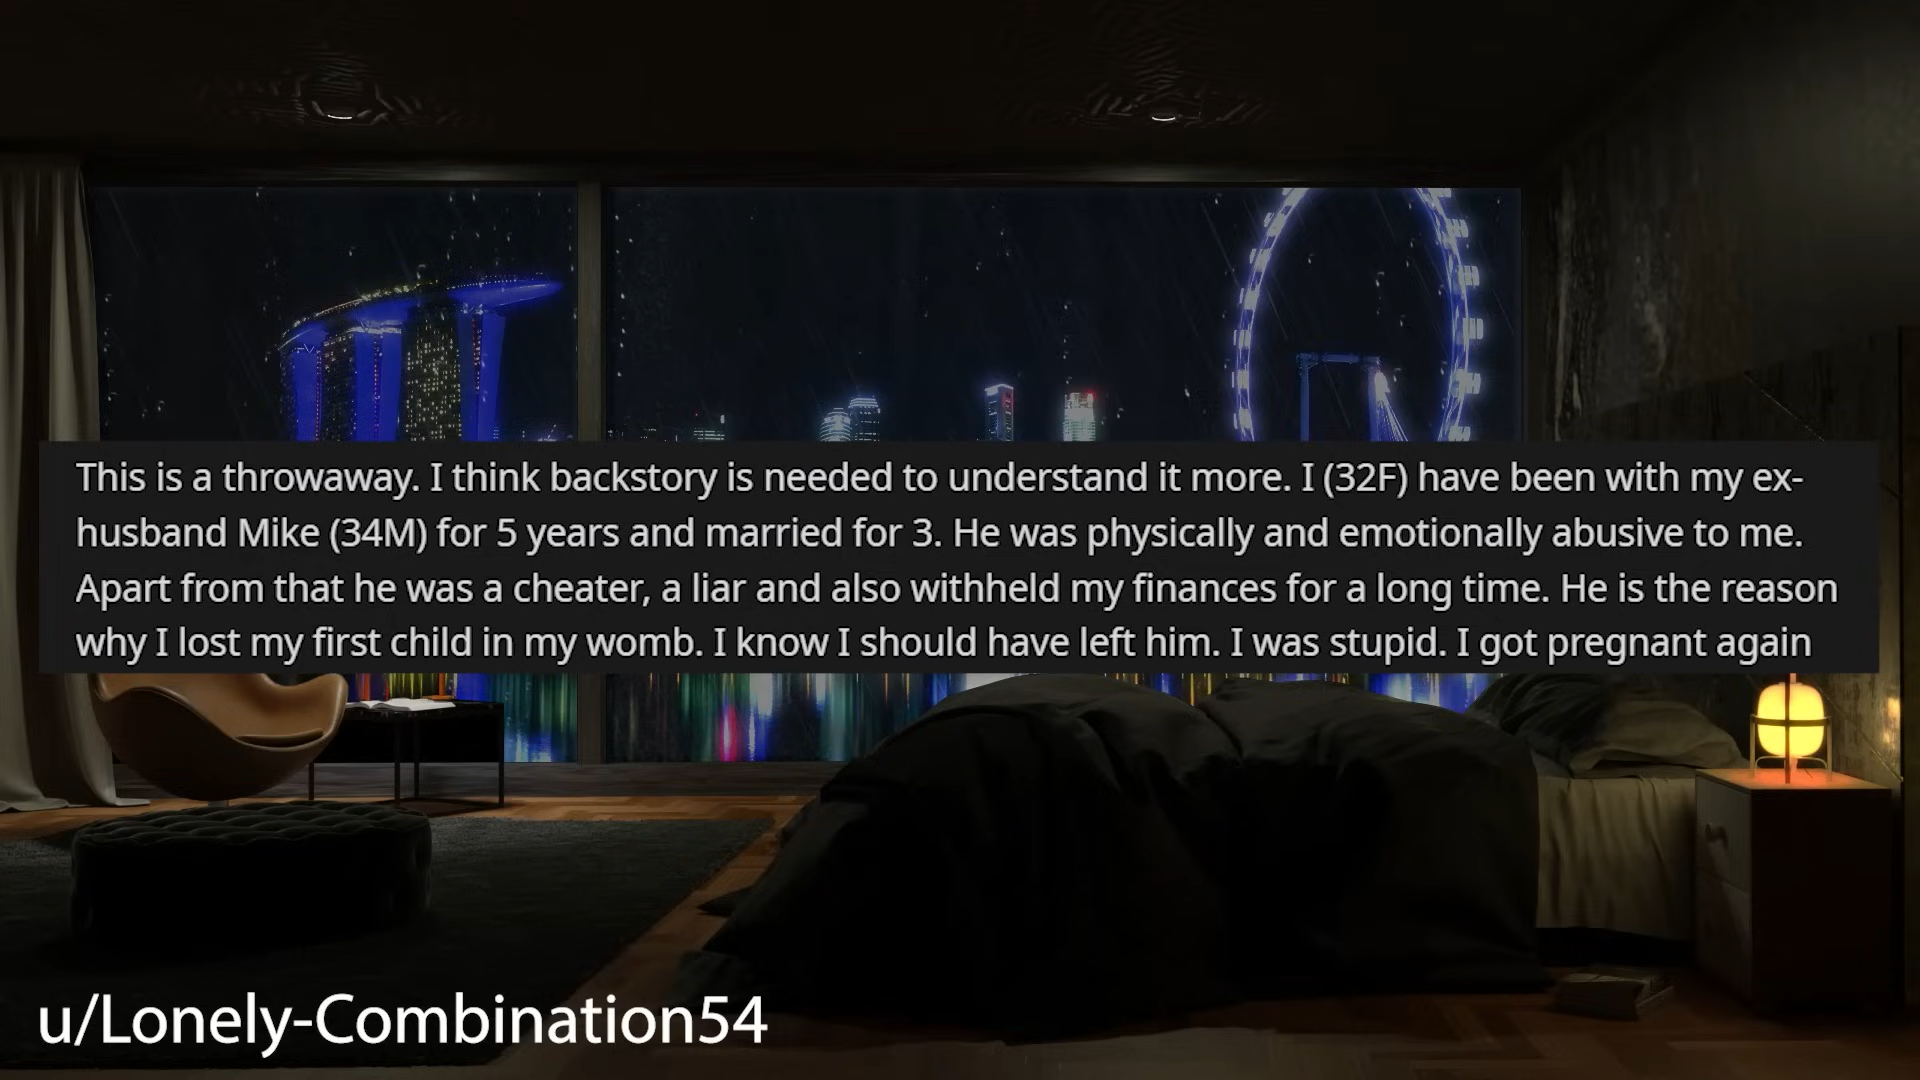 This is a throwaway. I think backstory is needed to understand it more. I (32F) have been with my ex-
husband Mike (34M) for 5 years and married for 3. He was physically and emotionally abusive to me.
Apart from that he was a cheater, a liar and also withheld my finances for a long time. He is the reason
why I lost my first child in my womb. I know I should have left him. I was stupid. I got pregnant again
u/Lonely-Combination54